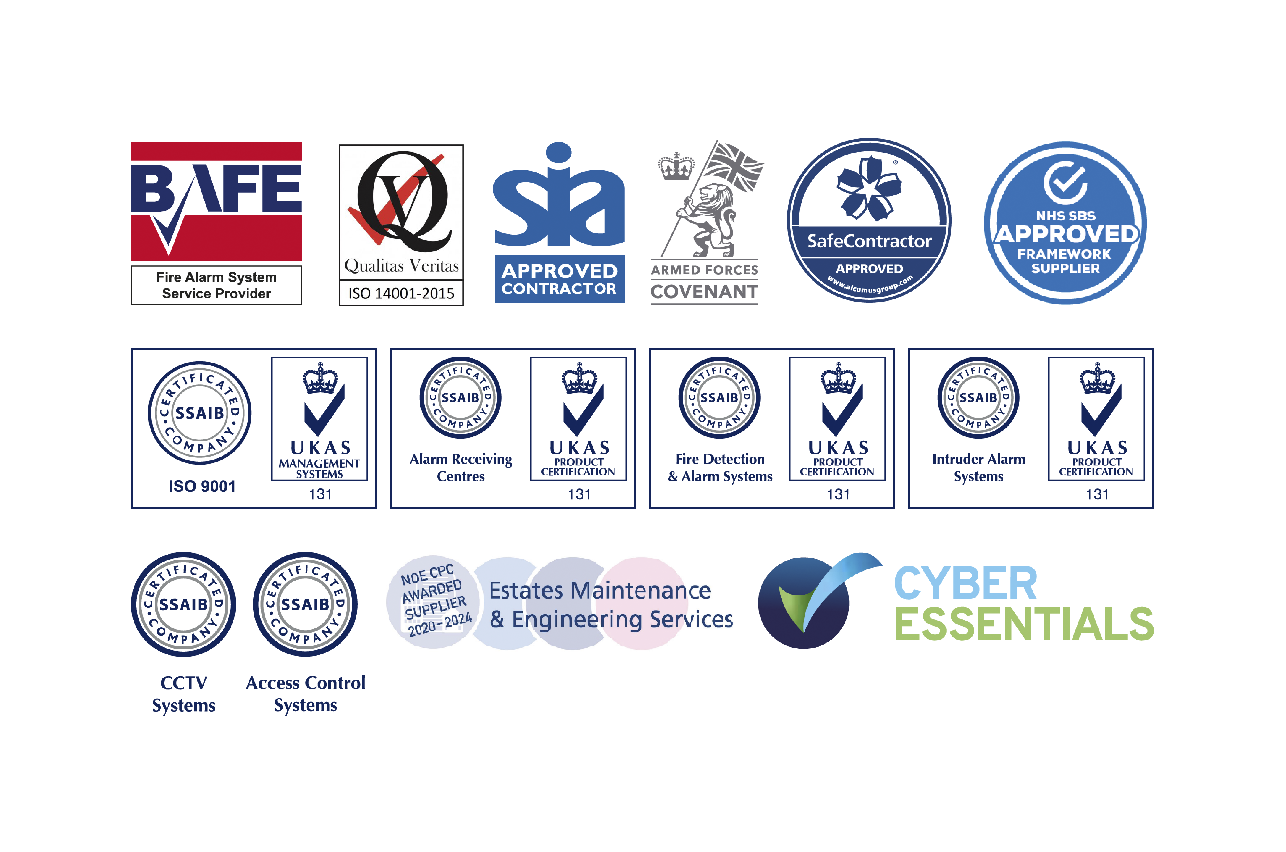 BAFE
Fire Alarm System
Service Provider
QV
Qualitas Veritas
ISO 14001-2015
sia
APPROVED
CONTRACTOR
ARMED FORCES
COVENANT
®
SafeContractor
APPROVED
www.alcumusgroup.com
NHS SBS
APPROVED
FRAMEWORK
SUPPLIER
CERTIFICATED
SSAIB
COMPANY
ISO 9001
UKAS
MANAGEMENT
SYSTEMS
131
CERTIFICATED
SSAIB
COMPANY
Alarm Receiving
Centres
UKAS
PRODUCT
CERTIFICATION
131
CERTIFICATED
SSAIB
COMPANY
Fire Detection
& Alarm Systems
UKAS
PRODUCT
CERTIFICATION
131
CERTIFICATED
SSAIB
COMPANY
Intruder Alarm
Systems
UKAS
PRODUCT
CERTIFICATION
131
CERTIFICATED
SSAIB
COMPANY
CCTV
Systems
CERTIFICATED
SSAIB
COMPANY
Access Control
Systems
NOE CPC
AWARDED
SUPPLIER
2020-2024
Estates Maintenance
& Engineering Services
CYBER
ESSENTIALS